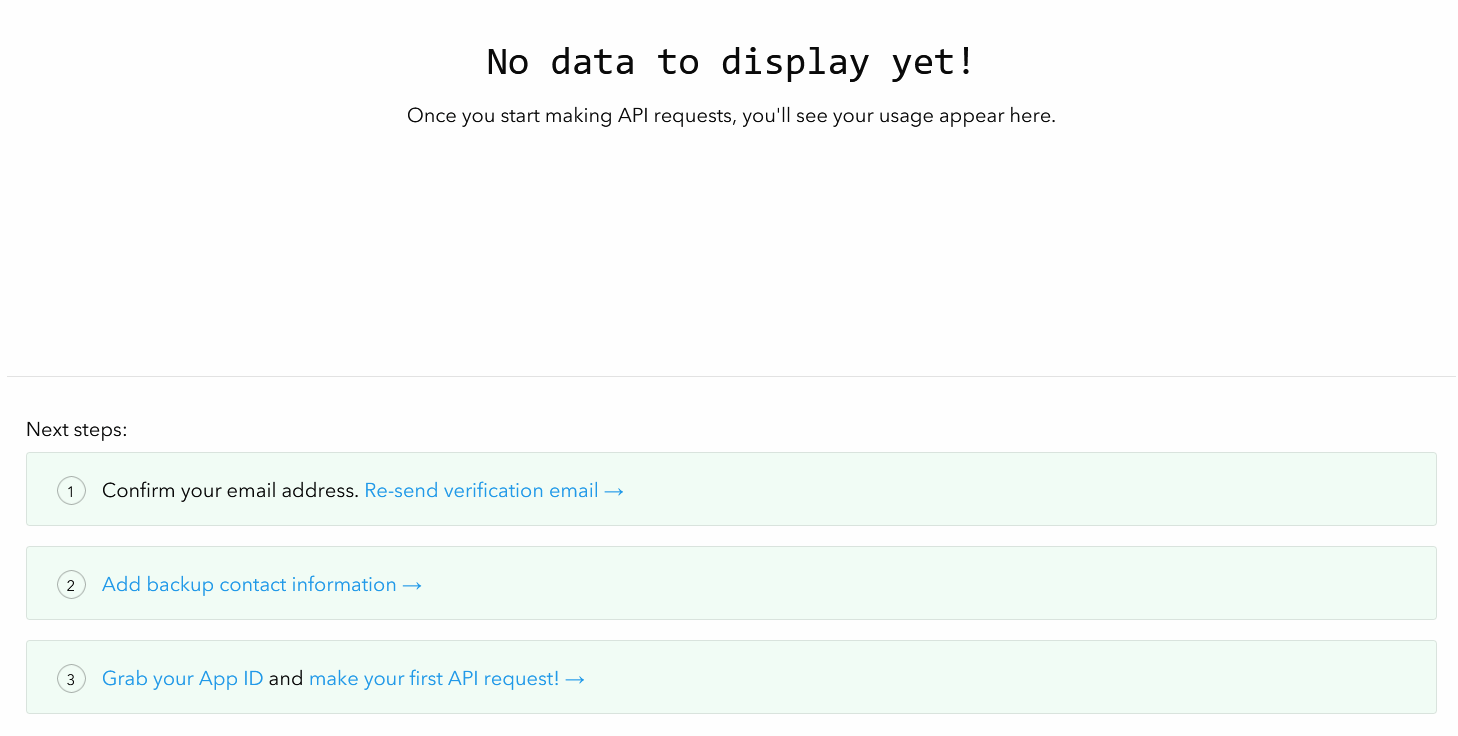 No data to display yet!
Once you start making API requests, you'll see your usage appear here.
Next steps:
1 Confirm your email address. Re-send verification email →
2 Add backup contact information →
3 Grab your App ID and make your first API request! →